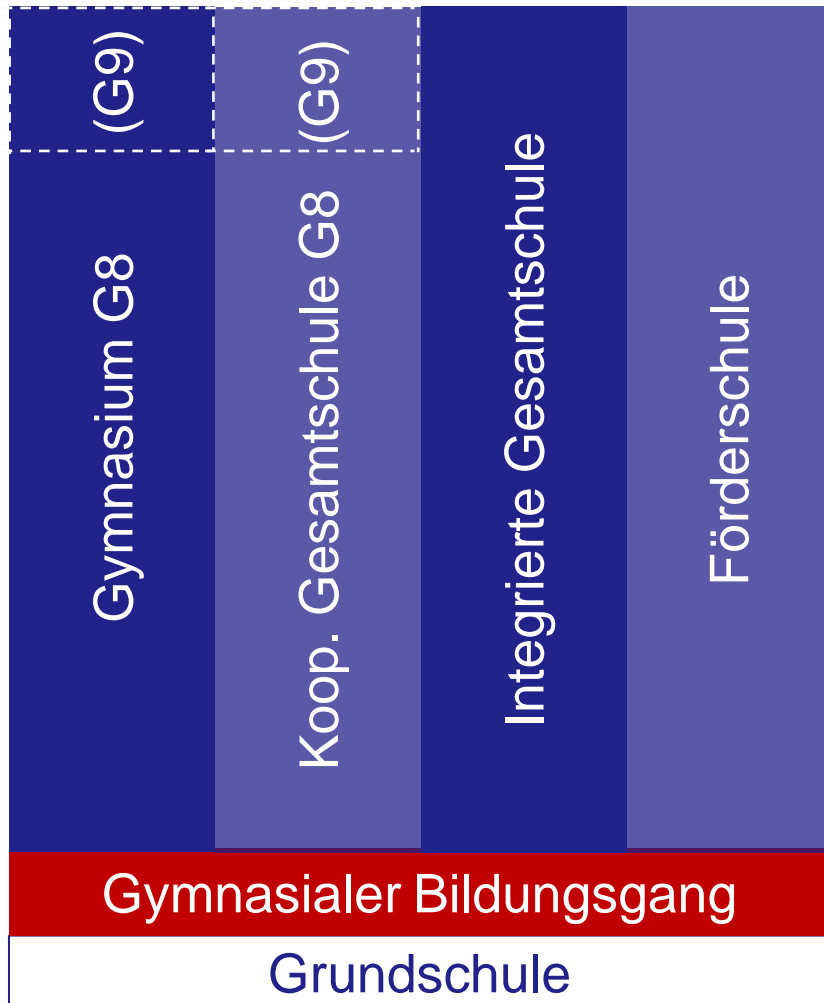 (G9)
Gymnasium G8
(G9)
Koop. Gesamtschule G8
Integrierte Gesamtschule
Förderschule
Gymnasialer Bildungsgang
Grundschule